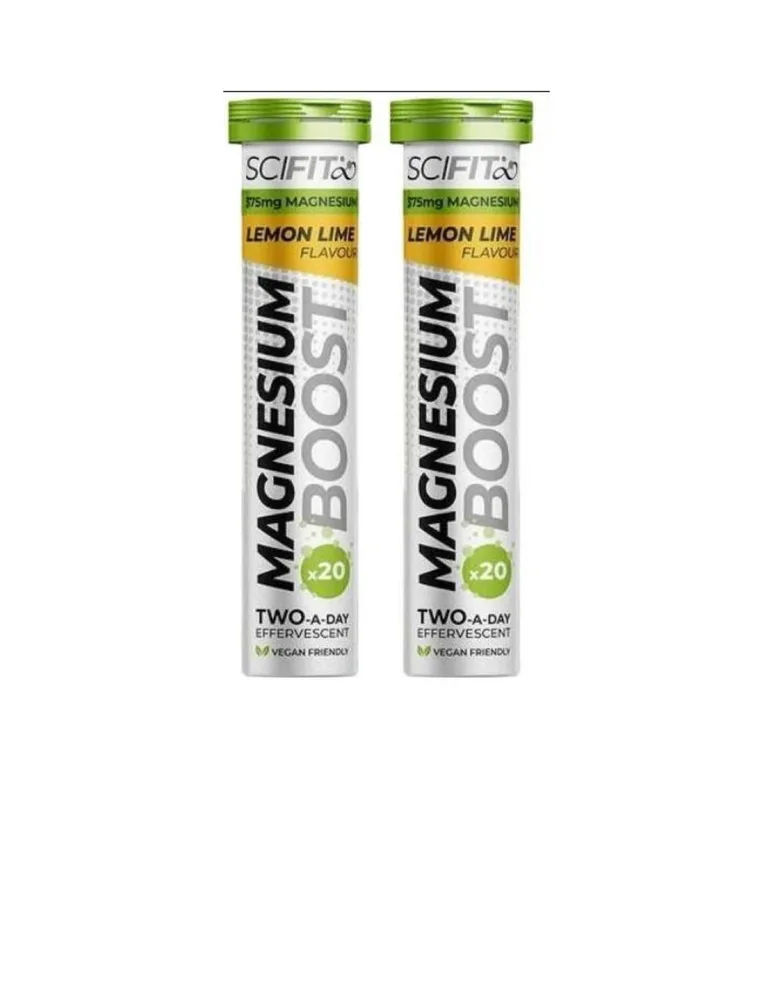 SCIFIT
375mg MAGNESIUM
LEMON LIME
FLAVOUR
MAGNESIUM
BOOST
x20
TWO-A-DAY
EFFERVESCENT
VEGAN FRIENDLY
SCIFIT
375mg MAGNESIUM
LEMON LIME
FLAVOUR
MAGNESIUM
BOOST
x20
TWO-A-DAY
EFFERVESCENT
VEGAN FRIENDLY